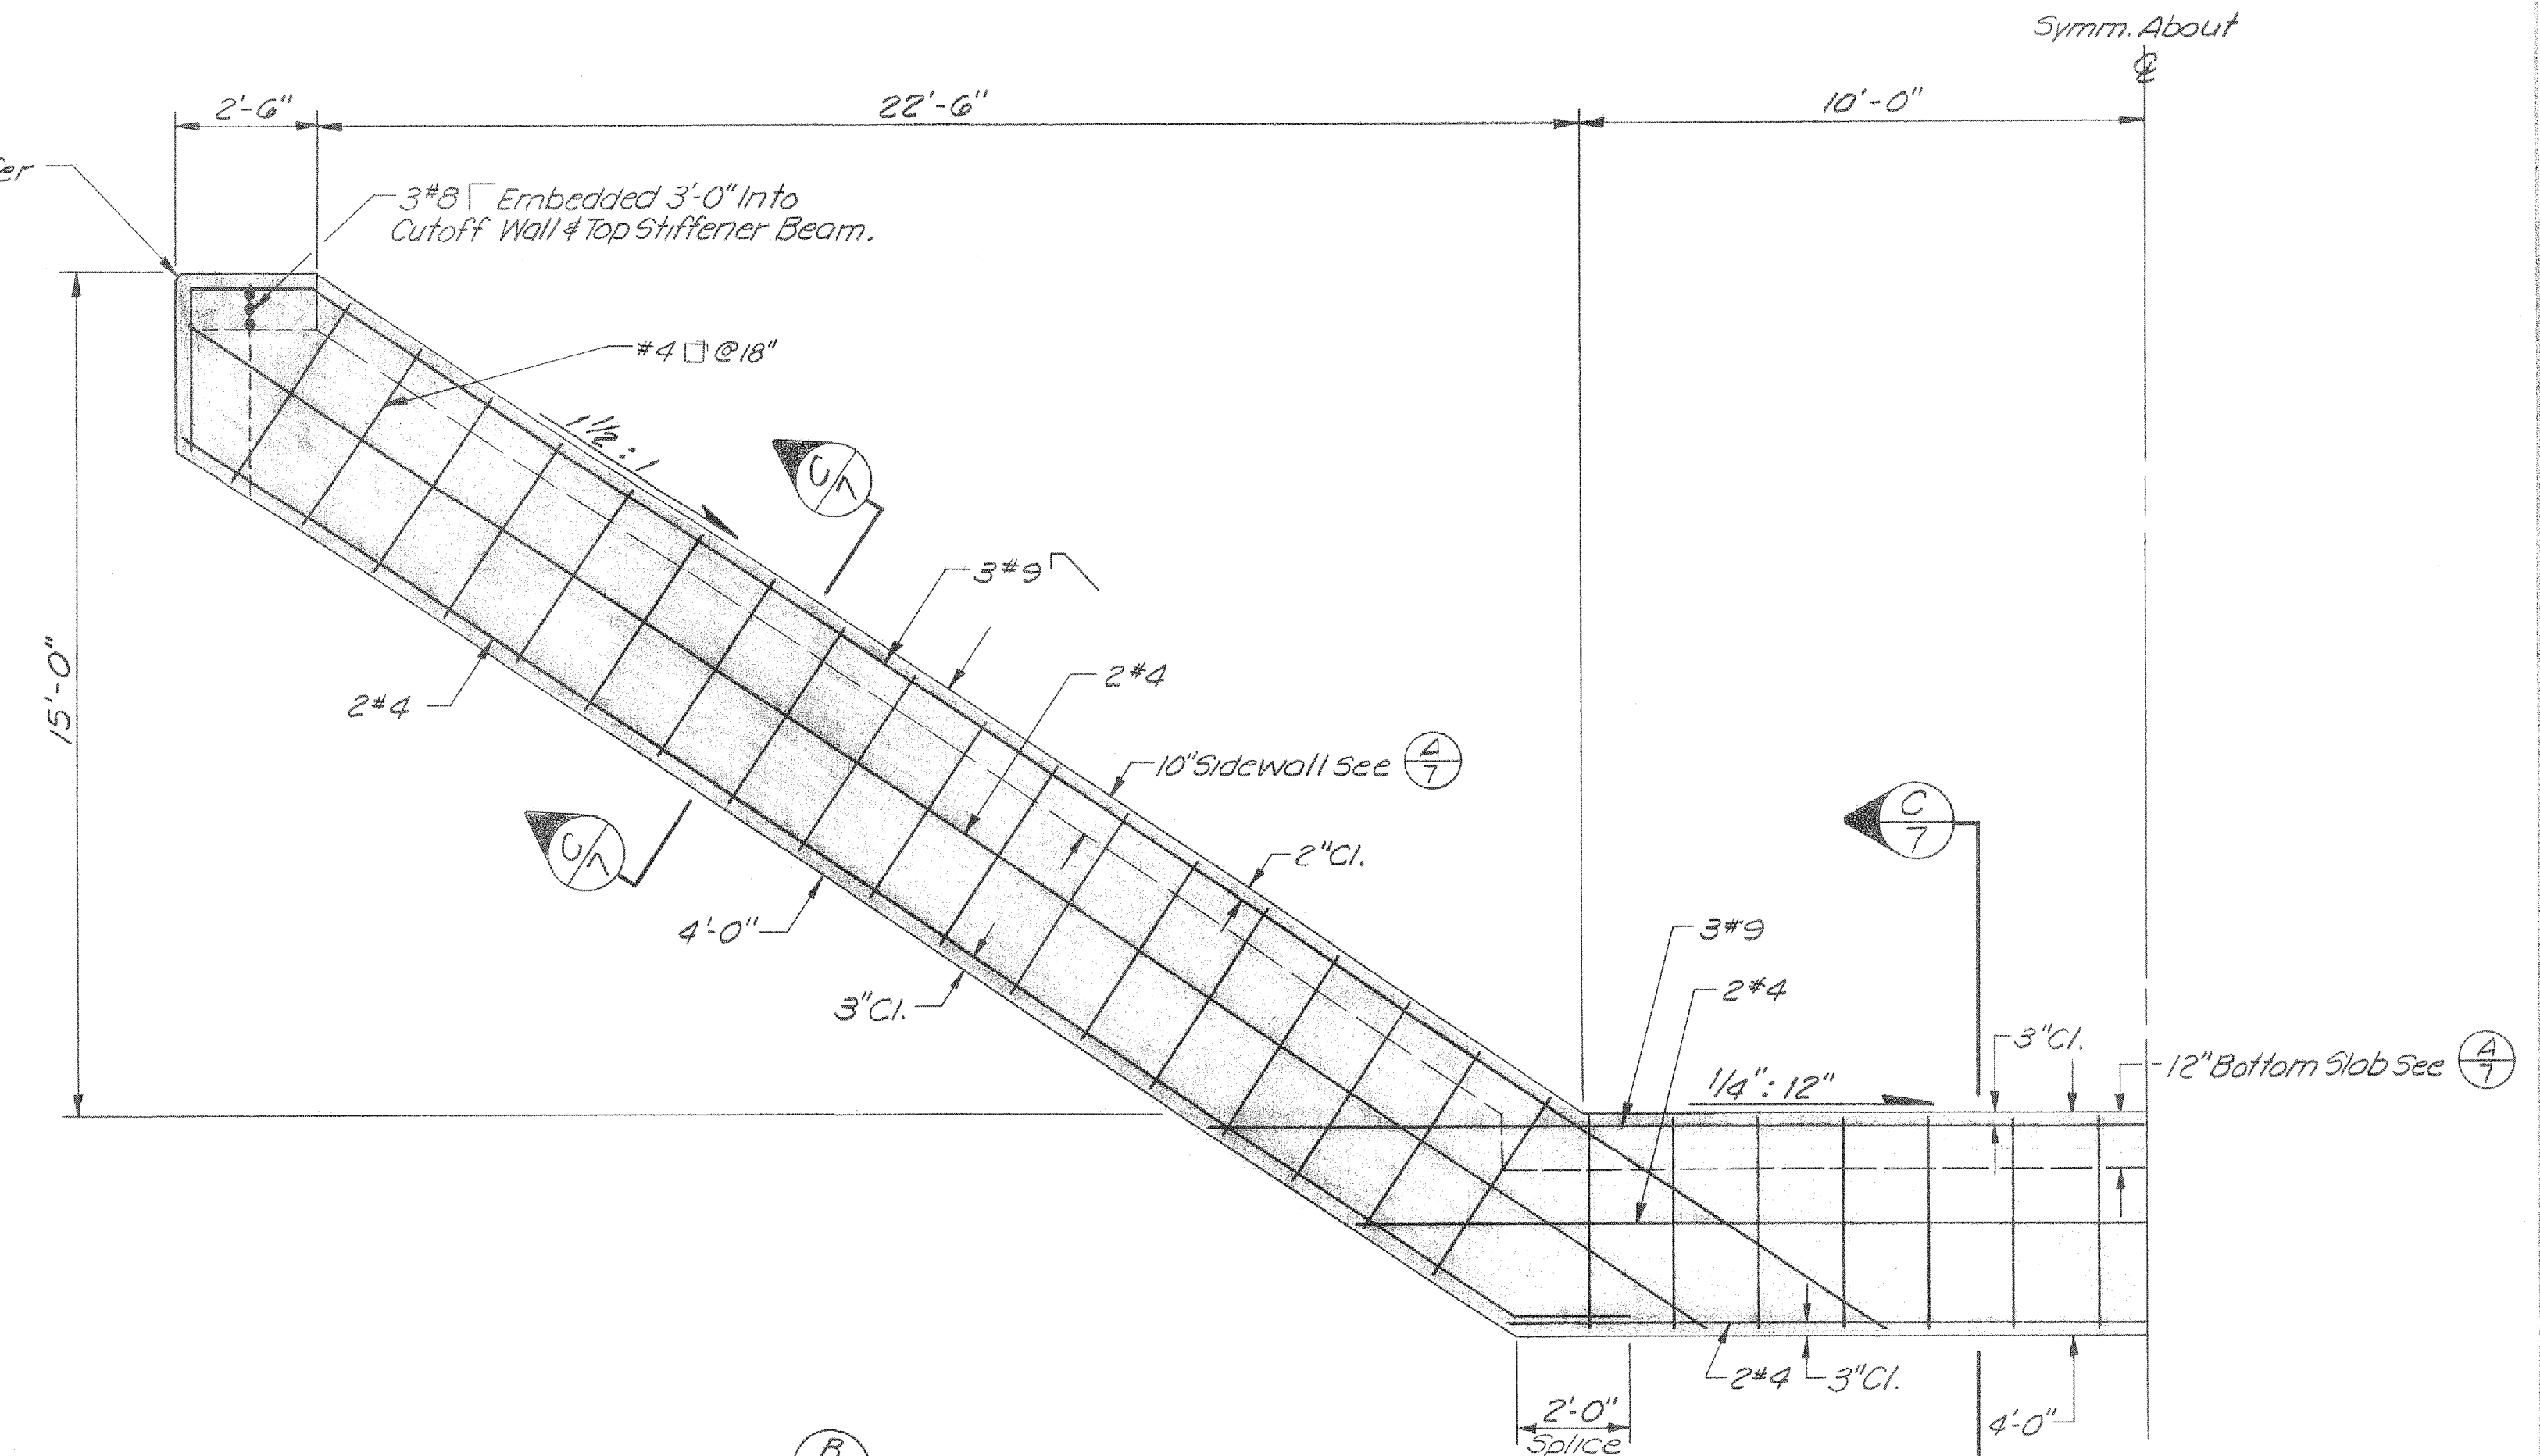 Symm. About
℄
2'-6"
22'-6"
10'-0"
3#8 Embedded 3'-0" Into
Cutoff Wall & Top Stiffener Beam.
#4 @18"
1 1/2 : 1
C
7
3#9
15'-0"
2#4
2#4
10" Sidewall See A
7
C
7
C
7
2" Cl.
4'-0"
3#9
3" Cl.
2#4
3" Cl.
12" Bottom Slab See A
7
1/4" : 12"
2#4
3" Cl.
2'-0"
Splice
4'-0"
B